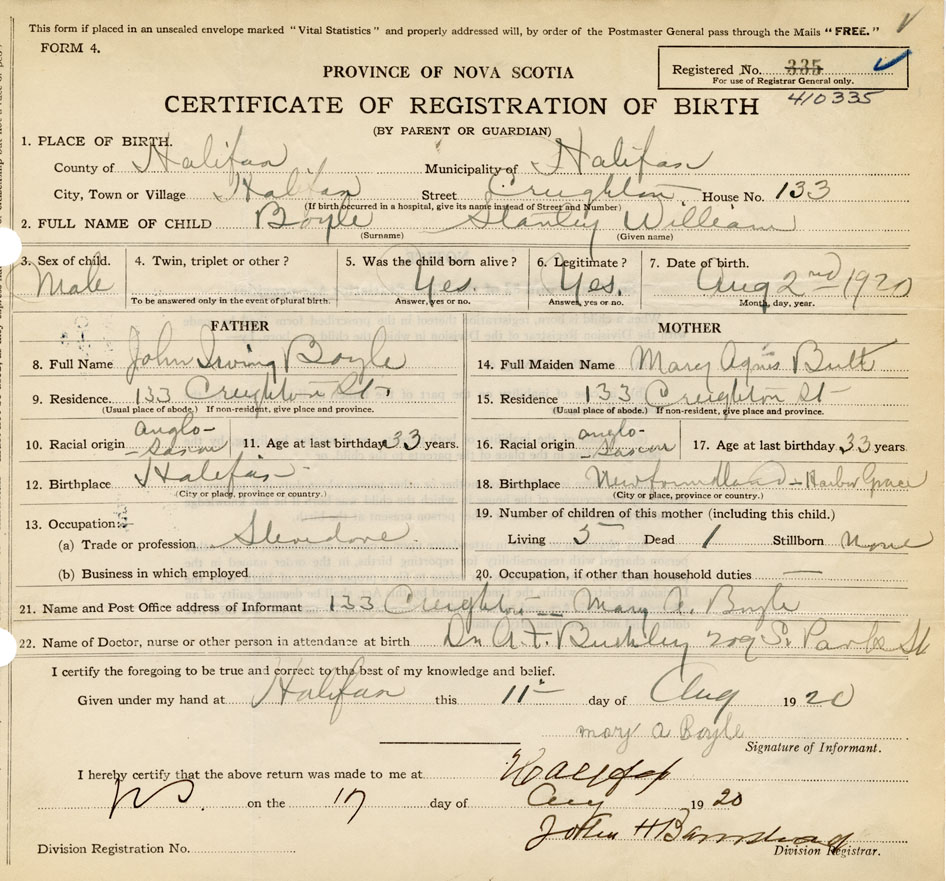 This form if placed in an unsealed envelope marked "Vital Statistics" and properly addressed will, by order of the Postmaster General pass through the Mails "FREE."
FORM 4.
Registered No. 335
For use of Registrar General only.
410335
PROVINCE OF NOVA SCOTIA
CERTIFICATE OF REGISTRATION OF BIRTH
(BY PARENT OR GUARDIAN)
1. PLACE OF BIRTH.
County of Halifax Municipality of Halifax
City, Town or Village Halifax Street Creighton House No. 133
(If birth occurred in a hospital, give its name instead of Street and Number)
2. FULL NAME OF CHILD Boyle Stanley William
(Surname) (Given name)
3. Sex of child. 4. Twin, triplet or other ? 5. Was the child born alive ? 6. Legitimate ? 7. Date of birth.
Male Yes. Yes. Aug 2nd 1920
To be answered only in the event of plural birth. Answer, yes or no. Answer, yes or no. Month, day, year.
FATHER MOTHER
8. Full Name John Irving Boyle 14. Full Maiden Name Mary Agnes Butt
9. Residence. 133 Creighton St. 15. Residence 133 Creighton St
(Usual place of abode.) If non-resident, give place and province. (Usual place of abode.) If non-resident, give place and province.
10. Racial origin anglo-saxon 11. Age at last birthday 33 years. 16. Racial origin anglo-saxon 17. Age at last birthday 33 years.
12. Birthplace Halifax 18. Birthplace Newfoundland - Harbor Grace
(City or place, province or country.) (City or place, province or country.)
13. Occupation: 19. Number of children of this mother (including this child.)
(a) Trade or profession Stevidore Living 5 Dead 1 Stillborn None
(b) Business in which employed 20. Occupation, if other than household duties —
21. Name and Post Office address of Informant 133 Creighton — Mary A. Boyle
22. Name of Doctor, nurse or other person in attendance at birth Dr. A. F. Buckley 209 S. Park St
I certify the foregoing to be true and correct to the best of my knowledge and belief.
Given under my hand at Halifax this 11 day of Aug 1920
mary a Boyle
Signature of Informant.
I hereby certify that the above return was made to me at Halifax
NS. on the 17 day of Aug 1920
John H Barnstead
Division Registration No. Division Registrar.